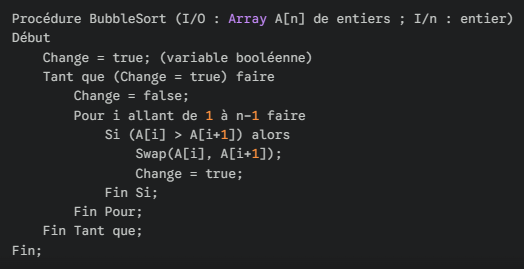 Procédure BubbleSort (I/O : Array A[n] de entiers ; I/n : entier)
Début
    Change = true; (variable booléenne)
    Tant que (Change = true) faire
        Change = false;
        Pour i allant de 1 à n-1 faire
            Si (A[i] > A[i+1]) alors
                Swap(A[i], A[i+1]);
                Change = true;
            Fin Si;
        Fin Pour;
    Fin Tant que;
Fin;